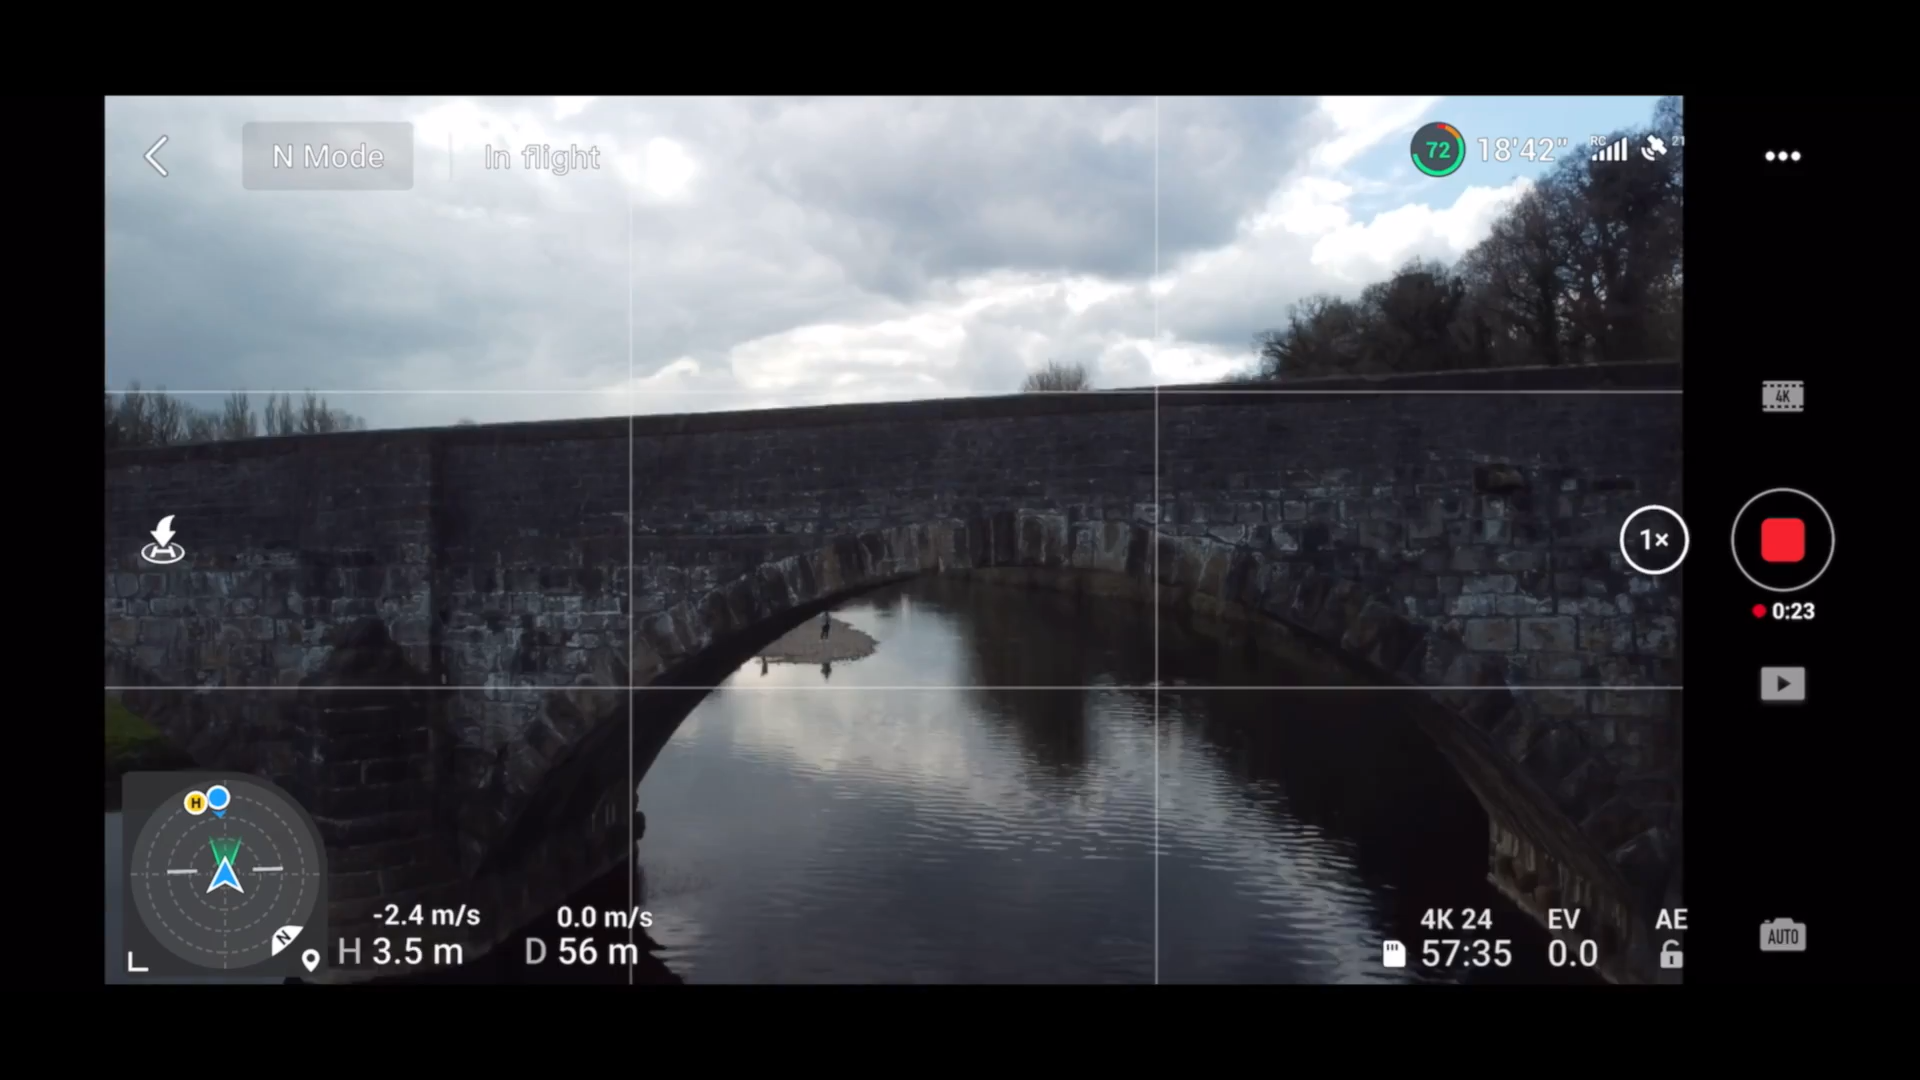 N Mode
In flight
72
18'42"
RC
21
4K
1×
0:23
H
N
-2.4 m/s
0.0 m/s
H 3.5 m
D 56 m
4K 24
EV
AE
57:35
0.0
AUTO